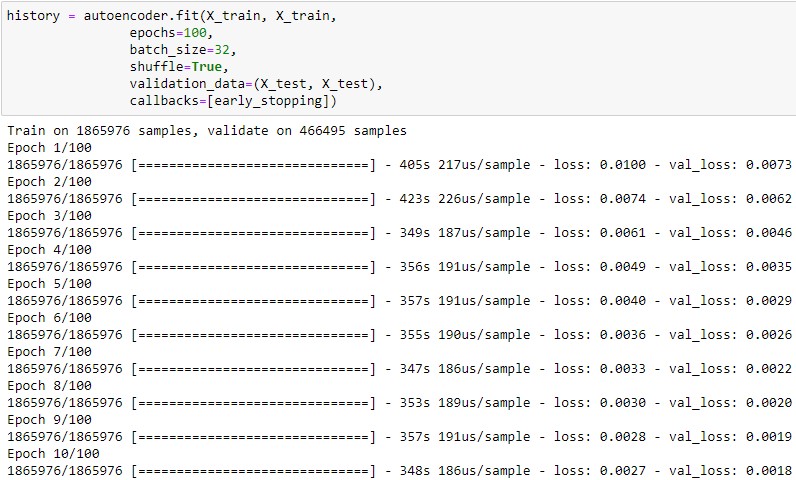 history = autoencoder.fit(X_train, X_train,
                epochs=100,
                batch_size=32,
                shuffle=True,
                validation_data=(X_test, X_test),
                callbacks=[early_stopping])
Train on 1865976 samples, validate on 466495 samples
Epoch 1/100
1865976/1865976 [==============================] - 405s 217us/sample - loss: 0.0100 - val_loss: 0.0073
Epoch 2/100
1865976/1865976 [==============================] - 423s 226us/sample - loss: 0.0074 - val_loss: 0.0062
Epoch 3/100
1865976/1865976 [==============================] - 349s 187us/sample - loss: 0.0061 - val_loss: 0.0046
Epoch 4/100
1865976/1865976 [==============================] - 356s 191us/sample - loss: 0.0049 - val_loss: 0.0035
Epoch 5/100
1865976/1865976 [==============================] - 357s 191us/sample - loss: 0.0040 - val_loss: 0.0029
Epoch 6/100
1865976/1865976 [==============================] - 355s 190us/sample - loss: 0.0036 - val_loss: 0.0026
Epoch 7/100
1865976/1865976 [==============================] - 347s 186us/sample - loss: 0.0033 - val_loss: 0.0022
Epoch 8/100
1865976/1865976 [==============================] - 353s 189us/sample - loss: 0.0030 - val_loss: 0.0020
Epoch 9/100
1865976/1865976 [==============================] - 357s 191us/sample - loss: 0.0028 - val_loss: 0.0019
Epoch 10/100
1865976/1865976 [==============================] - 348s 186us/sample - loss: 0.0027 - val_loss: 0.0018